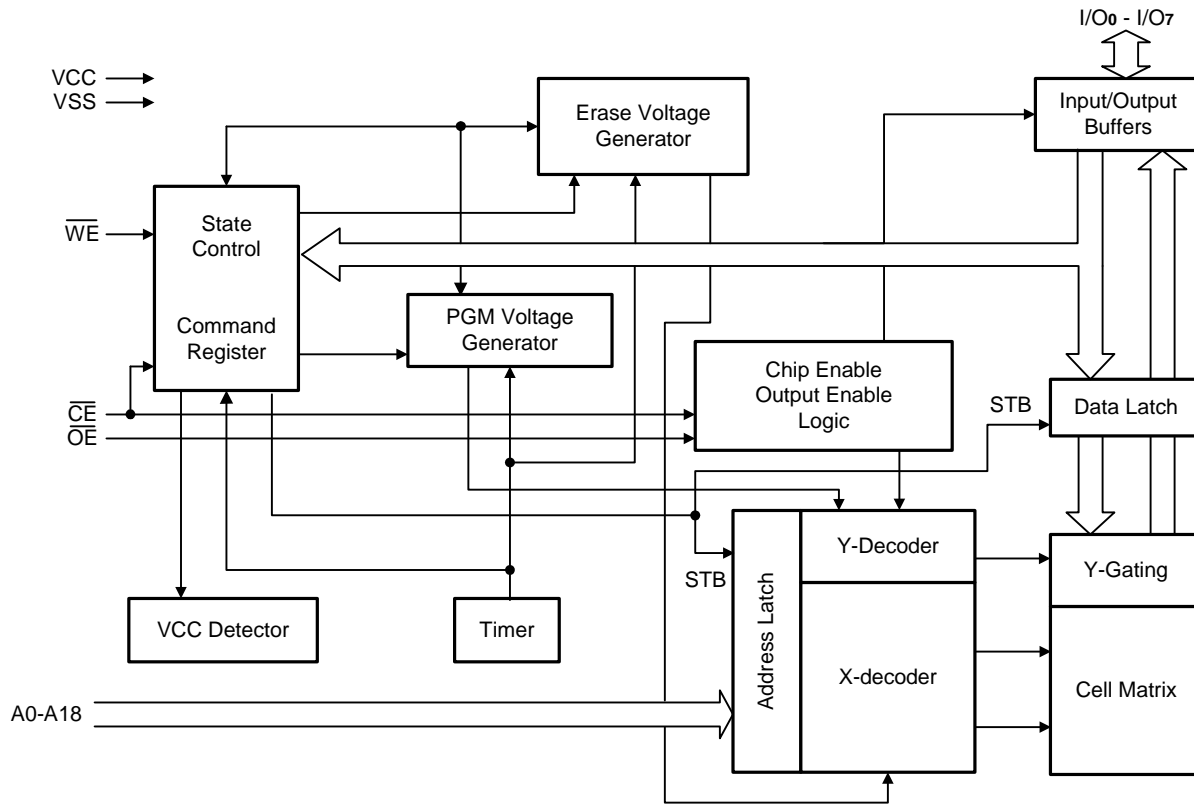 I/O0 - I/O7
VCC
VSS
Erase Voltage
Generator
Input/Output
Buffers
WE
State
Control
PGM Voltage
Generator
Command
Register
Chip Enable
Output Enable
Logic
CE
OE
STB
Data Latch
Y-Decoder
Y-Gating
STB
Address Latch
VCC Detector
Timer
X-decoder
Cell Matrix
A0-A18